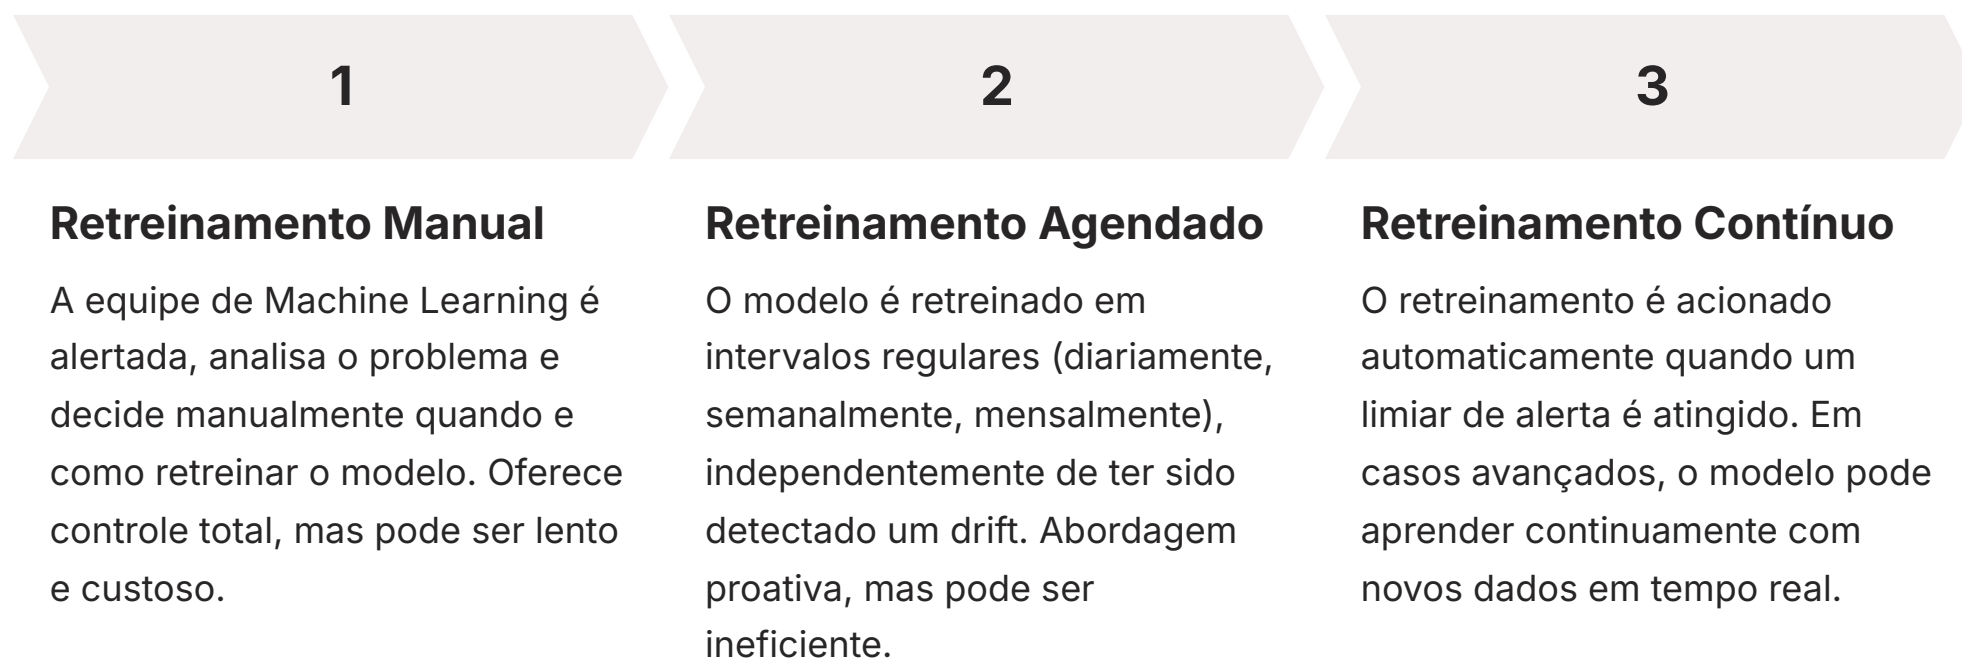 1
Retreinamento Manual
A equipe de Machine Learning é
alertada, analisa o problema e
decide manualmente quando e
como retreinar o modelo. Oferece
controle total, mas pode ser lento
e custoso.
2
Retreinamento Agendado
O modelo é retreinado em
intervalos regulares (diariamente,
semanalmente, mensalmente),
independentemente de ter sido
detectado um drift. Abordagem
proativa, mas pode ser
ineficiente.
3
Retreinamento Contínuo
O retreinamento é acionado
automaticamente quando um
limiar de alerta é atingido. Em
casos avançados, o modelo pode
aprender continuamente com
novos dados em tempo real.